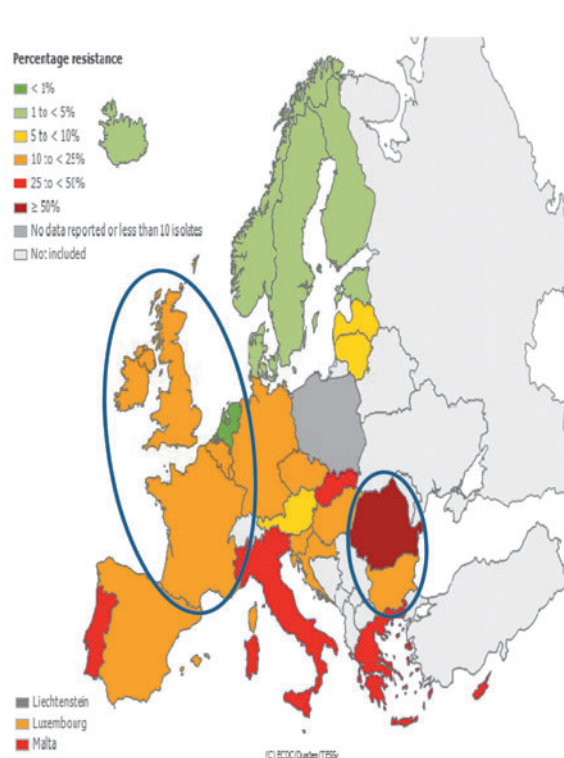 Percentage resistance
< 1%
1 to < 5%
5 to < 10%
10 to < 25%
25 to < 50%
≥ 50%
No data reported or less than 10 isolates
Not included
Liechtenstein
Luxembourg
Malta
(C) ECDC/